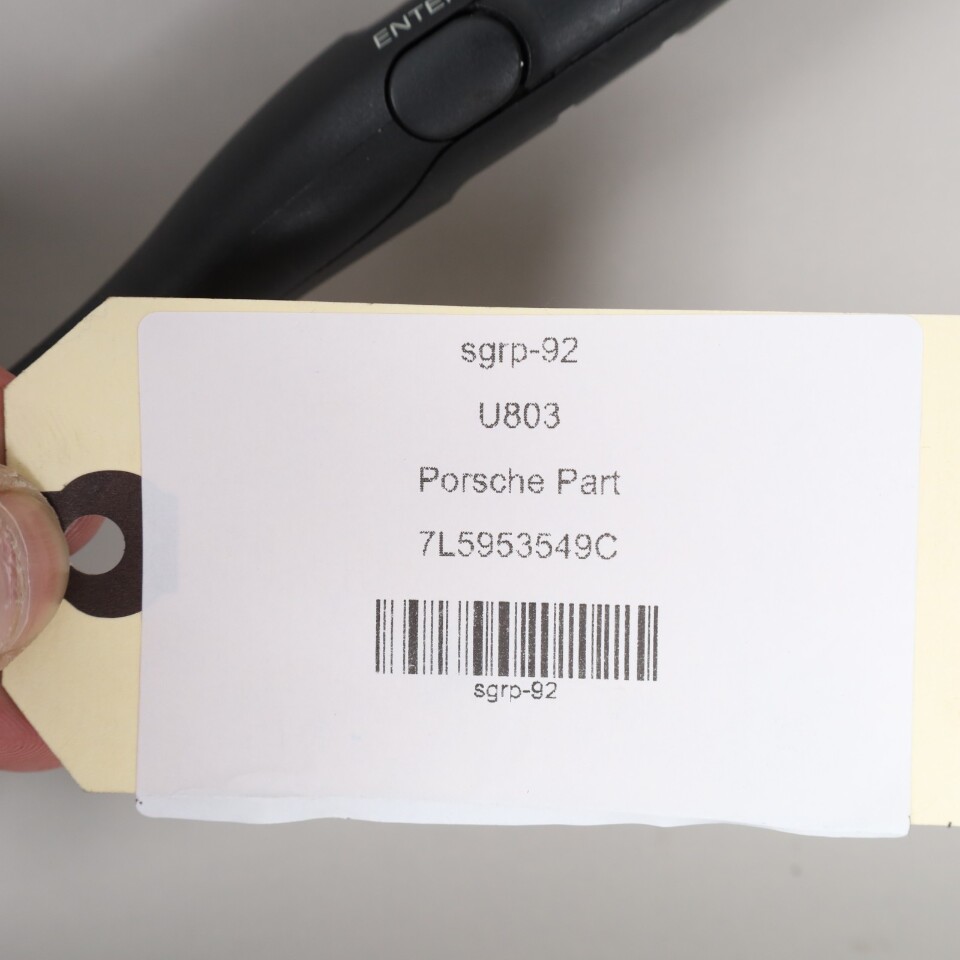 ENTE
sgrp-92
U803
Porsche Part
7L5953549C
sgrp-92